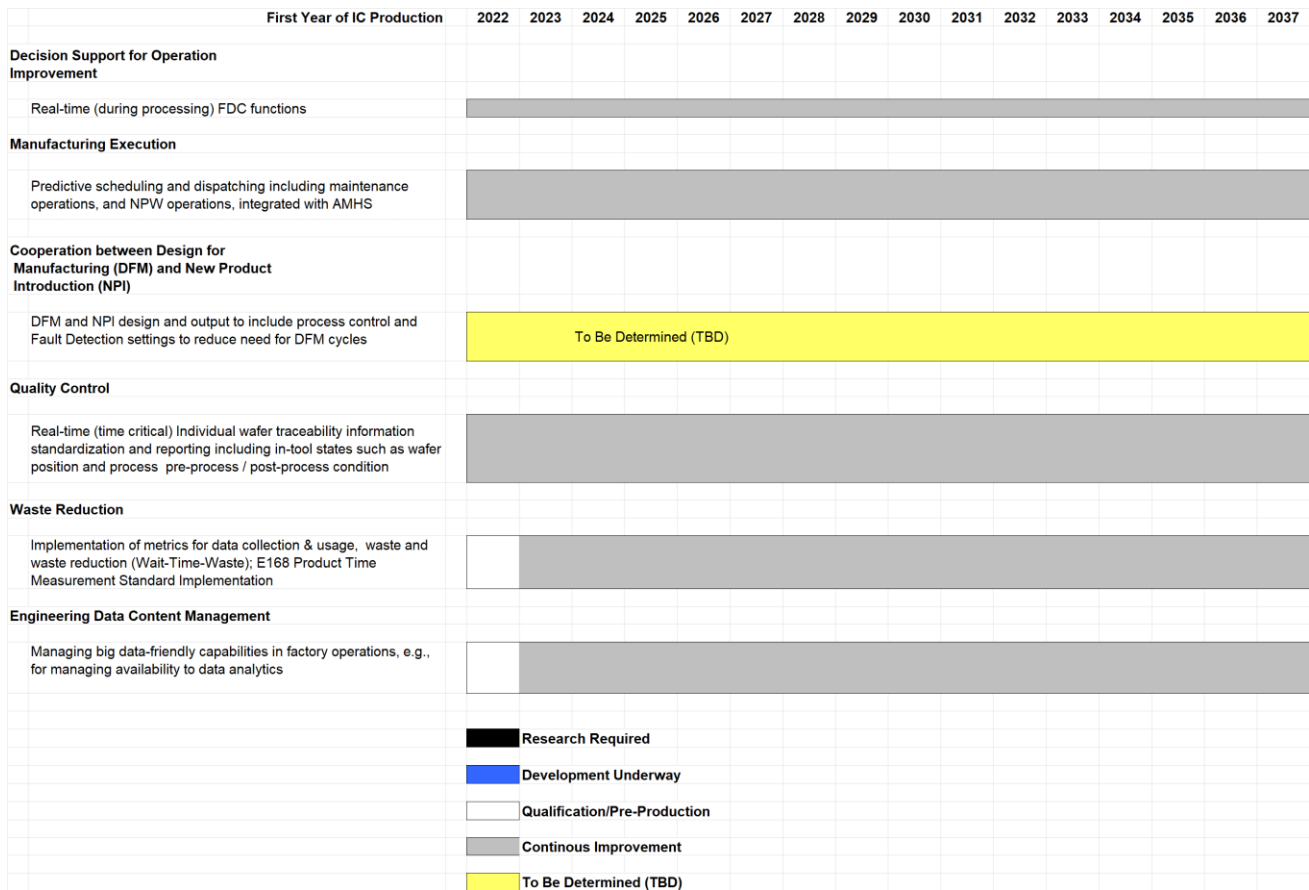 First Year of IC Production 2022 2023 2024 2025 2026 2027 2028 2029 2030 2031 2032 2033 2034 2035 2036 2037
Decision Support for Operation
Improvement
Real-time (during processing) FDC functions
Manufacturing Execution
Predictive scheduling and dispatching including maintenance
operations, and NPW operations, integrated with AMHS
Cooperation between Design for
Manufacturing (DFM) and New Product
Introduction (NPI)
DFM and NPI design and output to include process control and
Fault Detection settings to reduce need for DFM cycles
To Be Determined (TBD)
Quality Control
Real-time (time critical) Individual wafer traceability information
standardization and reporting including in-tool states such as wafer
position and process pre-process / post-process condition
Waste Reduction
Implementation of metrics for data collection & usage, waste and
waste reduction (Wait-Time-Waste); E168 Product Time
Measurement Standard Implementation
Engineering Data Content Management
Managing big data-friendly capabilities in factory operations, e.g.,
for managing availability to data analytics
Research Required
Development Underway
Qualification/Pre-Production
Continous Improvement
To Be Determined (TBD)